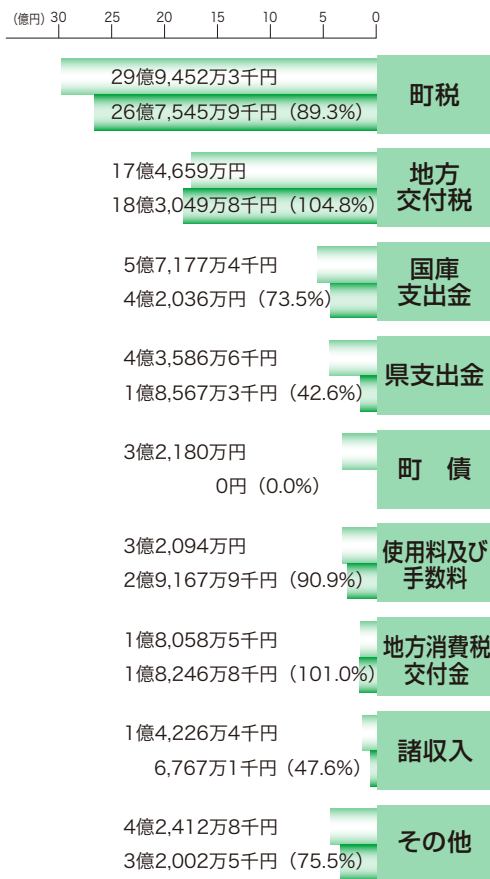 (億円) 30 25 20 15 10 5 0
29億9,452万3千円
26億7,545万9千円（89.3%）
町税
17億4,659万円
18億3,049万8千円（104.8%）
地方
交付税
5億7,177万4千円
4億2,036万円（73.5%）
国庫
支出金
4億3,586万6千円
1億8,567万3千円（42.6%）
県支出金
3億2,180万円
0円（0.0%）
町　債
3億2,094万円
2億9,167万9千円（90.9%）
使用料及び
手数料
1億8,058万5千円
1億8,246万8千円（101.0%）
地方消費税
交付金
1億4,226万4千円
6,767万1千円（47.6%）
諸収入
4億2,412万8千円
3億2,002万5千円（75.5%）
その他